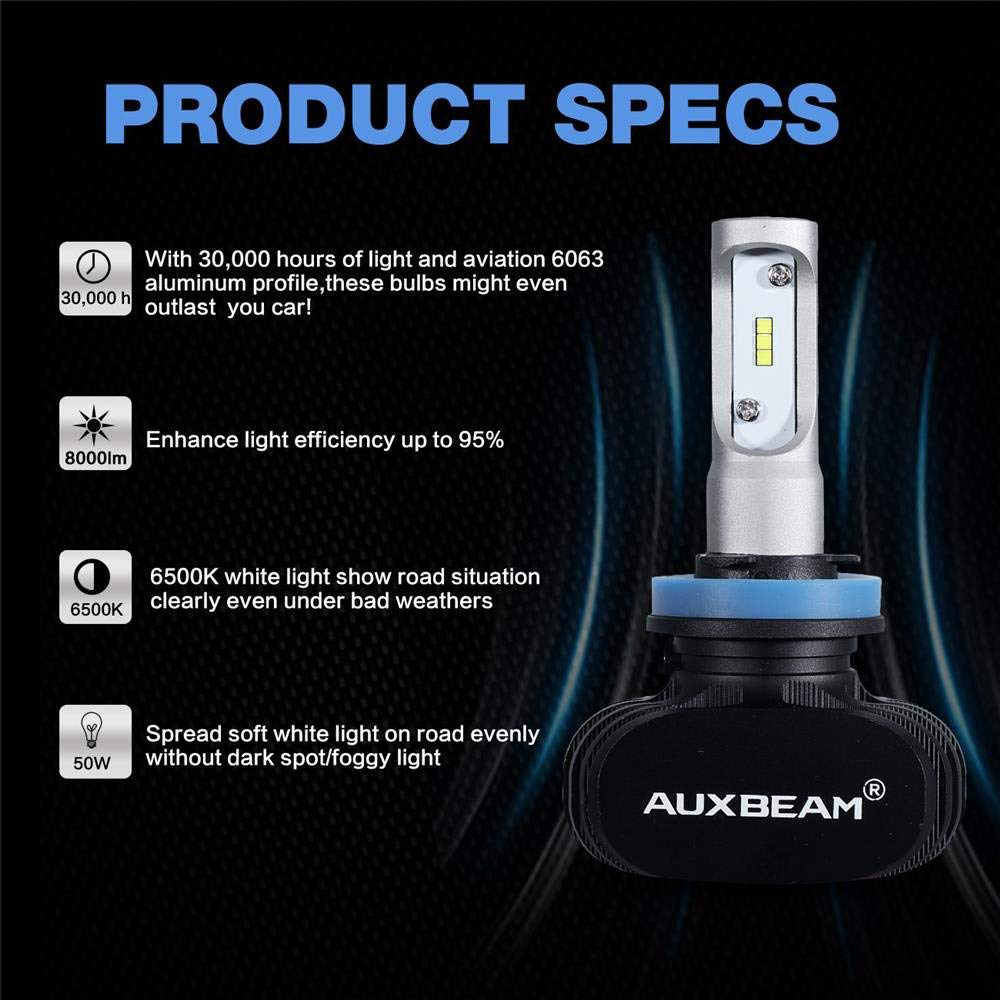 PRODUCT SPECS
30,000 h
With 30,000 hours of light and aviation 6063
aluminum profile,these bulbs might even
outlast you car!
8000lm
Enhance light efficiency up to 95%
6500K
6500K white light show road situation
clearly even under bad weathers
50W
Spread soft white light on road evenly
without dark spot/foggy light
AUXBEAM®